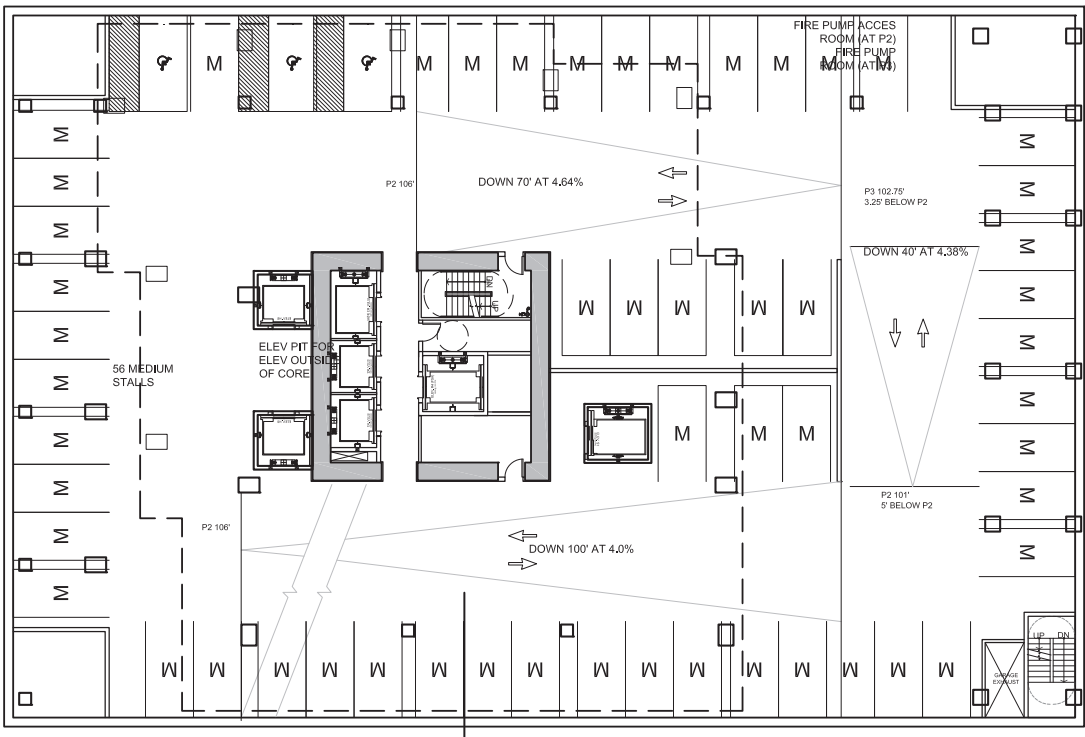 FIRE PUMP ACCES
ROOM (AT P2)
FIRE PUMP
ROOM (AT P3)
M M M M M M M M M M M
M
M
M
M
M
M
M
M
M
M
P2 106'
DOWN 70' AT 4.64%
P3 102.75'
3.25' BELOW P2
DOWN 40' AT 4.38%
M
M
M
M
M
M
M
M
M
DN
UP
ELEV PIT FOR
ELEV OUTSIDE
OF CORE
56 MEDIUM
STALLS
M M M M M
M M M
P2 101'
5' BELOW P2
P2 106'
DOWN 100' AT 4.0%
UP DN
GARAGE
EXHAUST
M M M M M M M M M M M M M M M M